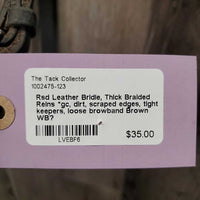 The Tack Collector
1002475-123
Rsd Leather Bridle, Thick Braided
Reins *gc, dirt, scraped edges, tight
keepers, loose browband Brown
WB?
$35.00
LVEBF6